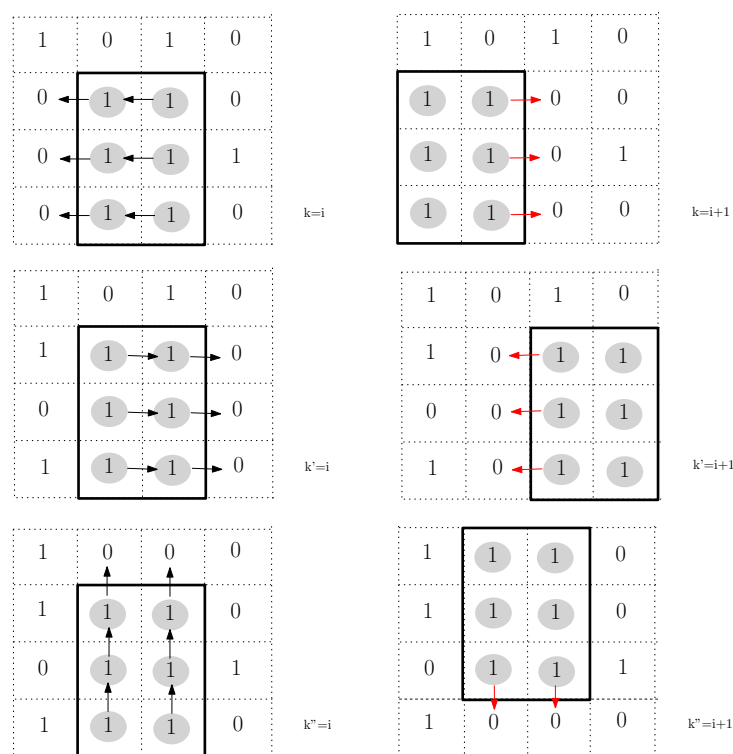 1 0 1 0
0 1 1 0
0 1 1 1
0 1 1 0
k=i
1 0 1 0
1 1 0 0
1 1 0 1
1 1 0 0
k=i+1
1 0 1 0
1 1 1 0
0 1 1 0
1 1 1 0
k'=i
1 0 1 0
1 0 1 1
0 0 1 1
1 0 1 1
k'=i+1
1 0 0 0
1 1 1 0
0 1 1 1
1 1 1 0
k"=i
1 1 1 0
1 1 1 0
0 1 1 1
1 0 0 0
k"=i+1